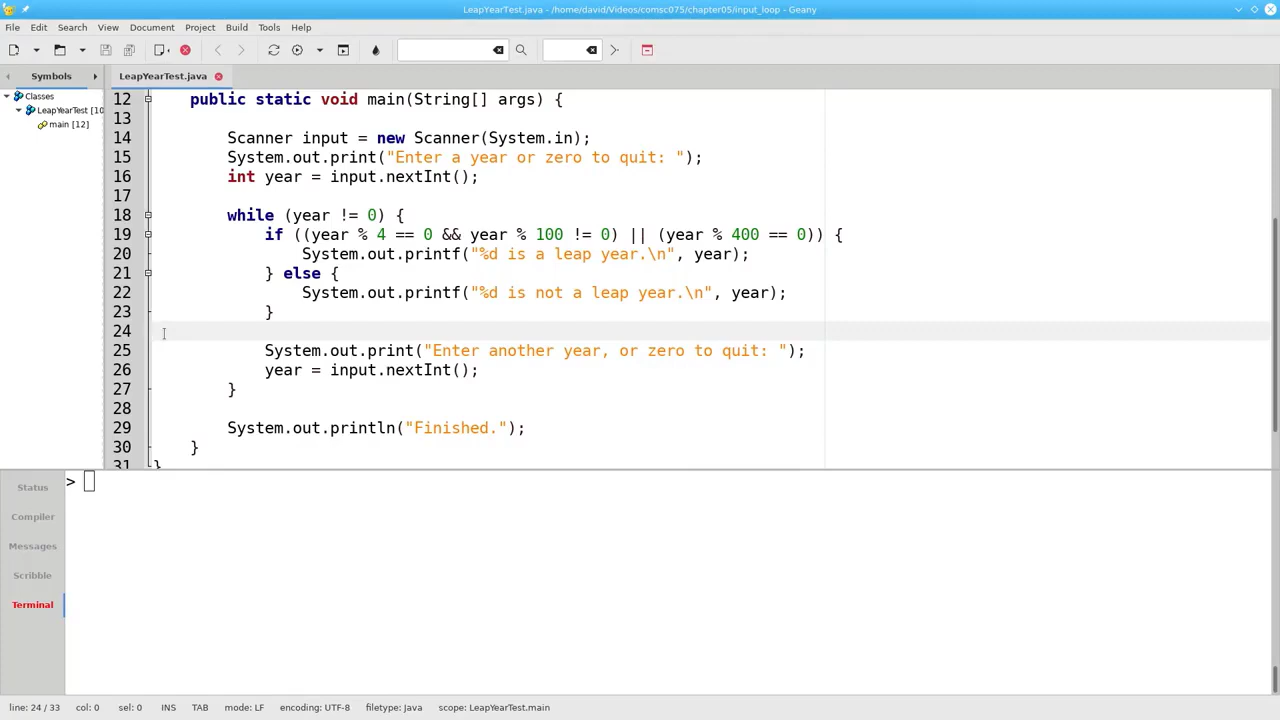 LeapYearTest.java - /home/david/Videos/comsc075/chapter05/input_loop - Geany
File Edit Search View Document Project Build Tools Help
Symbols
LeapYearTest.java
Classes
LeapYearTest [10
main [12]
12 public static void main(String[] args) {
13
14 Scanner input = new Scanner(System.in);
15 System.out.print("Enter a year or zero to quit: ");
16 int year = input.nextInt();
17
18 while (year != 0) {
19 if ((year % 4 == 0 && year % 100 != 0) || (year % 400 == 0)) {
20 System.out.printf("%d is a leap year.\n", year);
21 } else {
22 System.out.printf("%d is not a leap year.\n", year);
23 }
24
25 System.out.print("Enter another year, or zero to quit: ");
26 year = input.nextInt();
27 }
28
29 System.out.println("Finished.");
30 }
31 }
Status
Compiler
Messages
Scribble
Terminal
>
line: 24 / 33 col: 0 sel: 0 INS TAB mode: LF encoding: UTF-8 filetype: Java scope: LeapYearTest.main